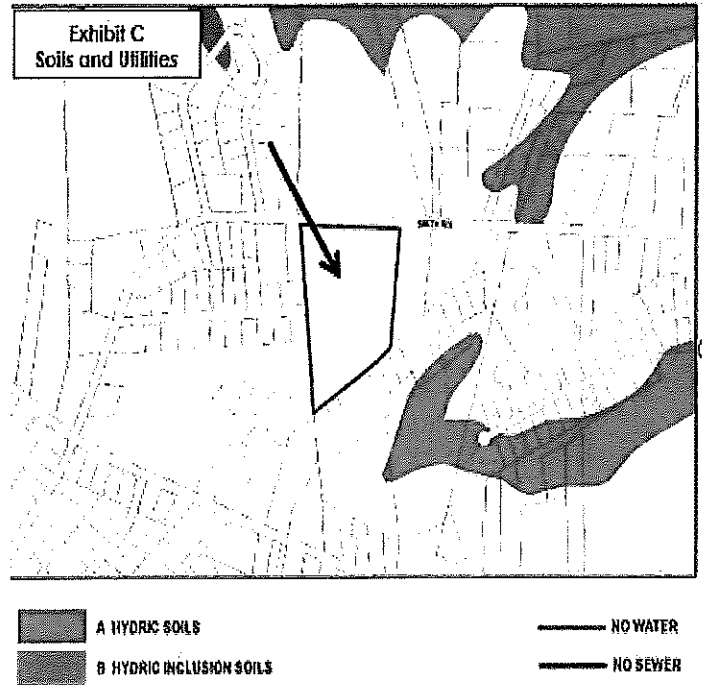 Exhibit C
Soils and Utilities
A HYDRIC SOILS
B HYDRIC INCLUSION SOILS
NO WATER
NO SEWER